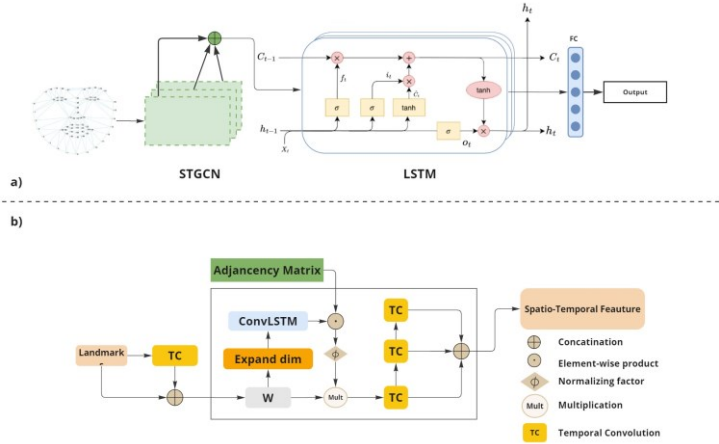 h_t
FC
C_{t-1}
C_t
f_t
i_t
C̃_t
tanh
σ
σ
tanh
Output
h_{t-1}
σ
h_t
x_t
o_t
STGCN
LSTM
a)
b)
Adjancency Matrix
ConvLSTM
TC
Spatio-Temporal Feauture
Landmark
TC
Expand dim
ϕ
TC
Concatination
Element-wise product
W
Mult
TC
ϕ Normalizing factor
Mult Multiplication
TC Temporal Convolution